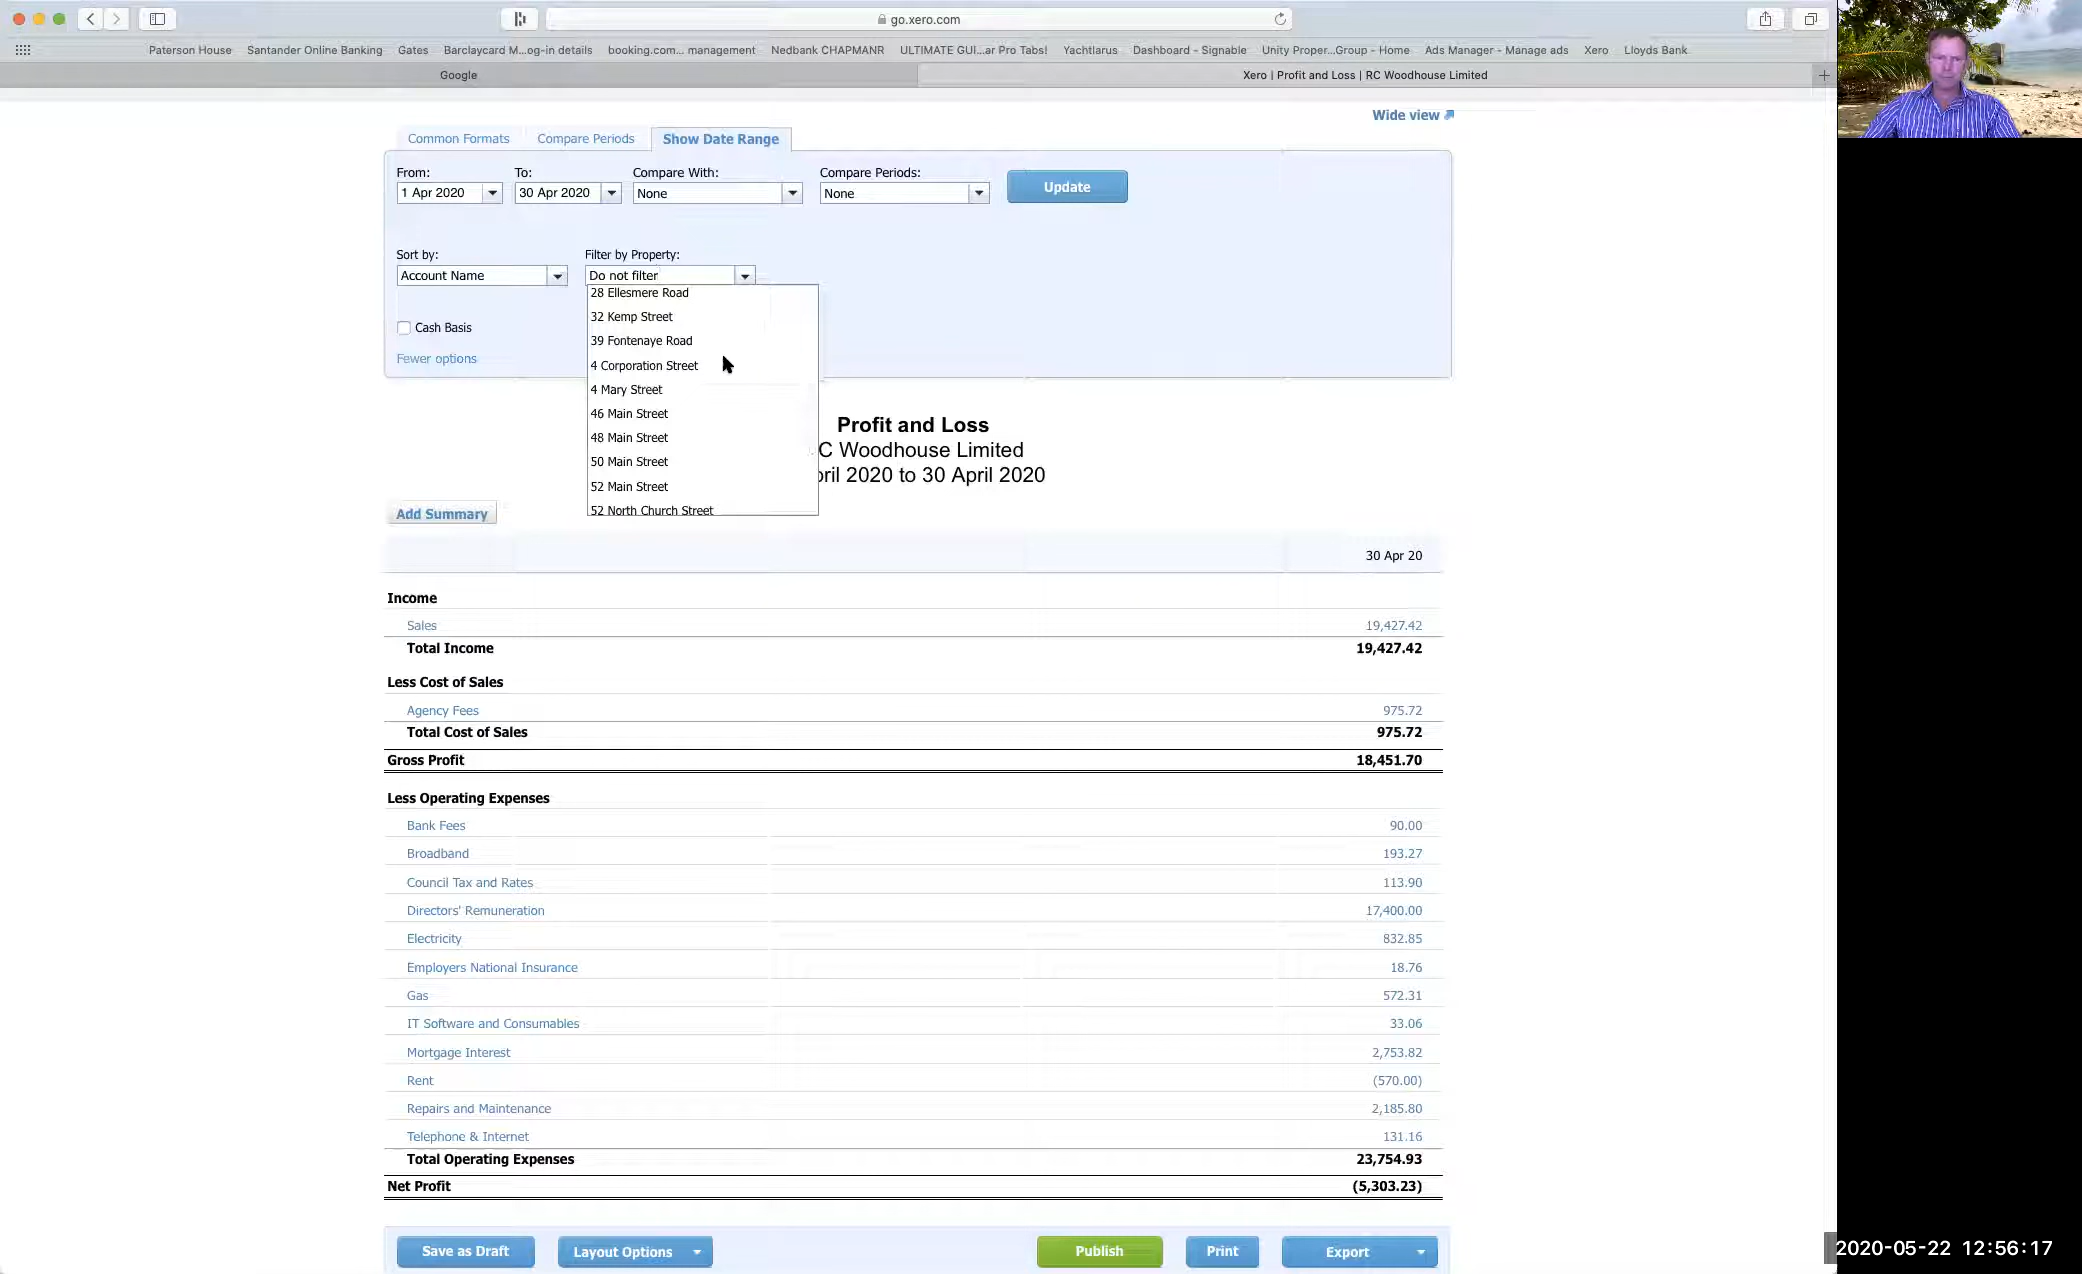 go.xero.com
Paterson House Santander Online Banking Gates Barclaycard M...og-in details booking.com... management Nedbank CHAPMANR ULTIMATE GUI...ar Pro Tabs! Yachtlarus Dashboard - Signable Unity Proper...Group - Home Ads Manager - Manage ads Xero Lloyds Bank
Google Xero | Profit and Loss | RC Woodhouse Limited
Wide view
Common Formats Compare Periods Show Date Range
From: To: Compare With: Compare Periods:
1 Apr 2020 30 Apr 2020 None None Update
Sort by: Filter by Property:
Account Name Do not filter
28 Ellesmere Road
32 Kemp Street
Cash Basis
39 Fontenaye Road
Fewer options
4 Corporation Street
4 Mary Street
46 Main Street
48 Main Street
50 Main Street
52 Main Street
52 North Church Street
Profit and Loss
C Woodhouse Limited
ril 2020 to 30 April 2020
Add Summary
30 Apr 20
Income
Sales 19,427.42
Total Income 19,427.42
Less Cost of Sales
Agency Fees 975.72
Total Cost of Sales 975.72
Gross Profit 18,451.70
Less Operating Expenses
Bank Fees 90.00
Broadband 193.27
Council Tax and Rates 113.90
Directors' Remuneration 17,400.00
Electricity 832.85
Employers National Insurance 18.76
Gas 572.31
IT Software and Consumables 33.06
Mortgage Interest 2,753.82
Rent (570.00)
Repairs and Maintenance 2,185.80
Telephone & Internet 131.16
Total Operating Expenses 23,754.93
Net Profit (5,303.23)
Save as Draft Layout Options Publish Print Export
2020-05-22 12:56:17